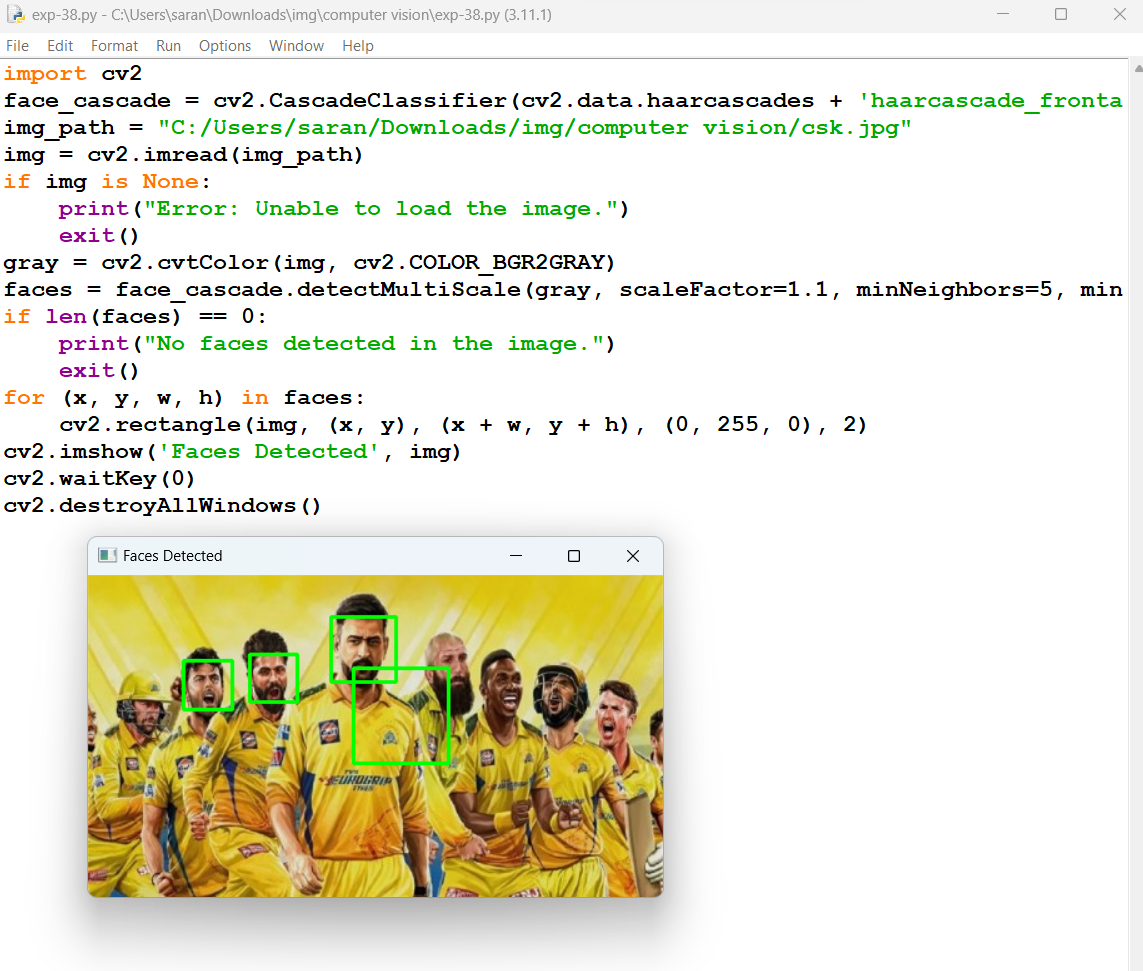 exp-38.py - C:\Users\saran\Downloads\img\computer vision\exp-38.py (3.11.1)
File Edit Format Run Options Window Help
import cv2
face_cascade = cv2.CascadeClassifier(cv2.data.haarcascades + 'haarcascade_fronta
img_path = "C:/Users/saran/Downloads/img/computer vision/csk.jpg"
img = cv2.imread(img_path)
if img is None:
    print("Error: Unable to load the image.")
    exit()
gray = cv2.cvtColor(img, cv2.COLOR_BGR2GRAY)
faces = face_cascade.detectMultiScale(gray, scaleFactor=1.1, minNeighbors=5, min
if len(faces) == 0:
    print("No faces detected in the image.")
    exit()
for (x, y, w, h) in faces:
    cv2.rectangle(img, (x, y), (x + w, y + h), (0, 255, 0), 2)
cv2.imshow('Faces Detected', img)
cv2.waitKey(0)
cv2.destroyAllWindows()
Faces Detected
TVS
EUROGRIP
TYRES